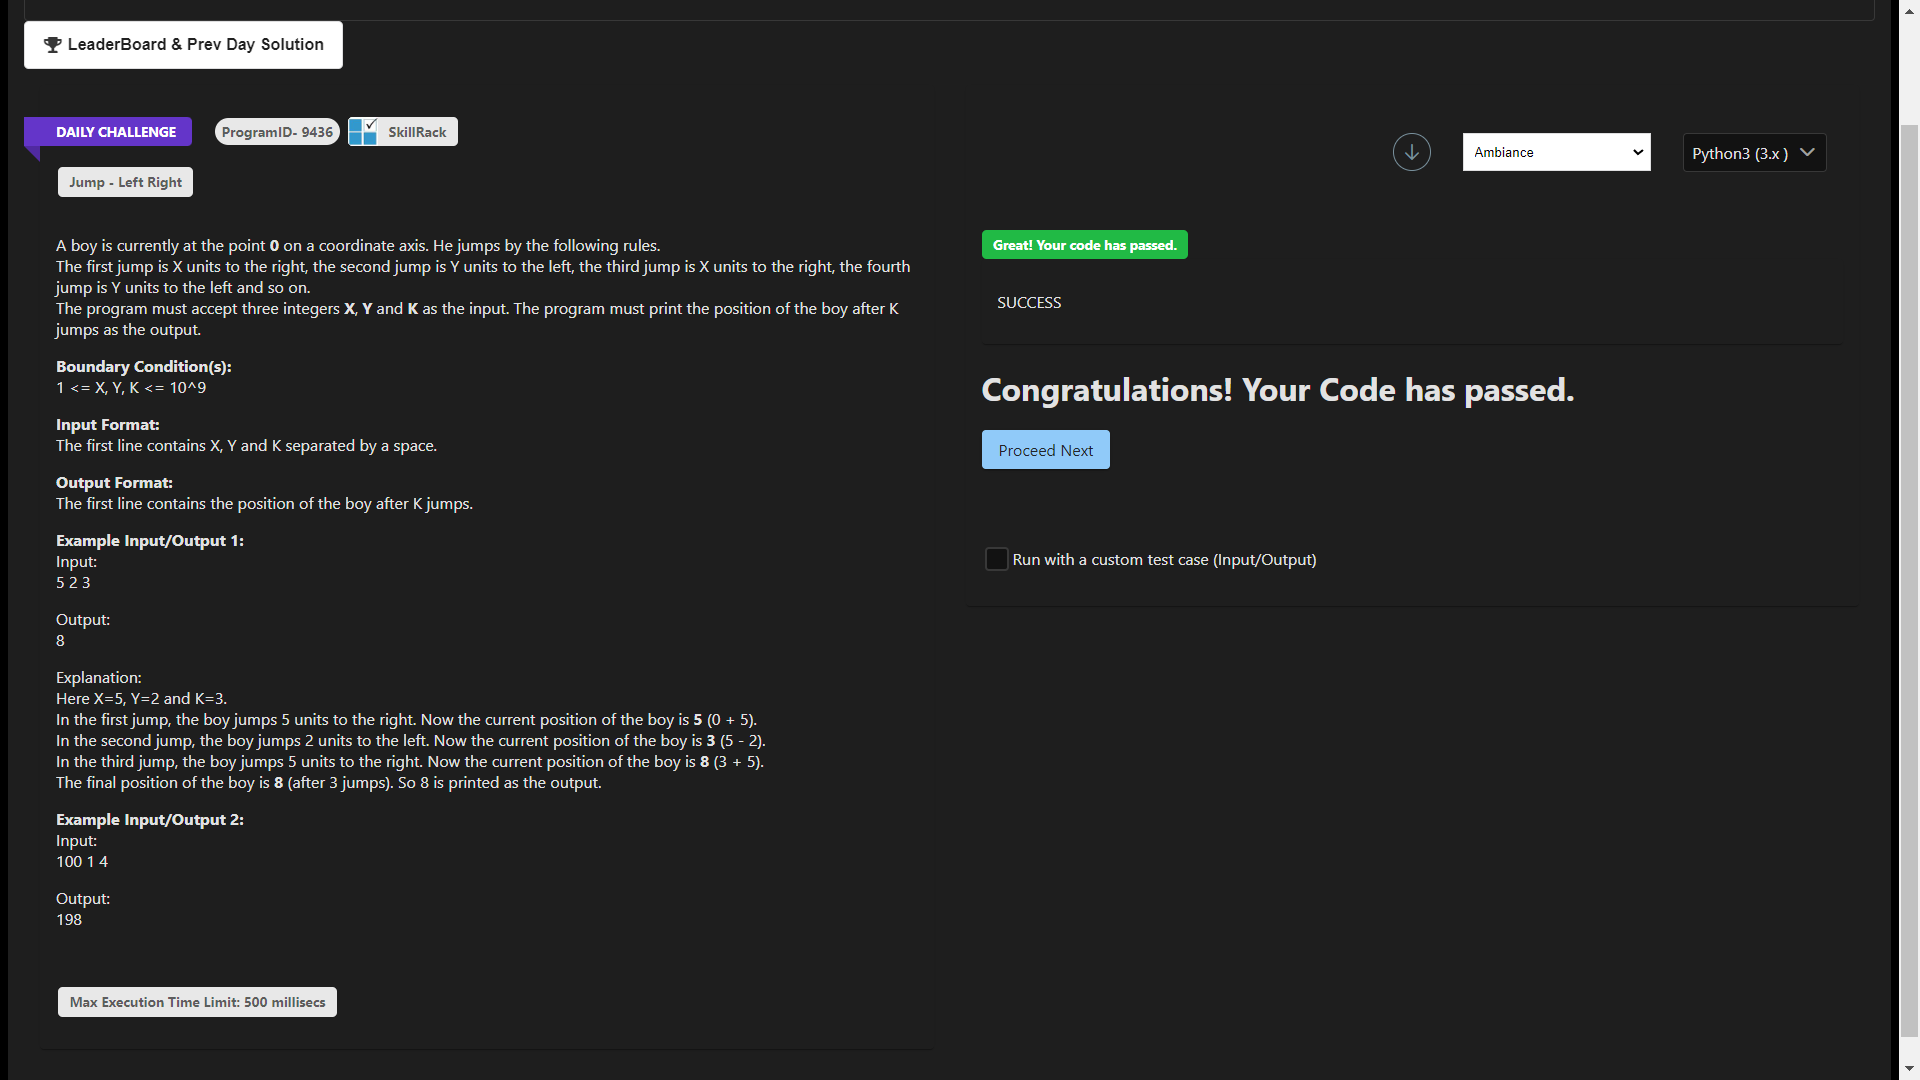 LeaderBoard & Prev Day Solution
DAILY CHALLENGE
ProgramID- 9436
SkillRack
Ambiance
Python3 (3.x )
Jump - Left Right
A boy is currently at the point 0 on a coordinate axis. He jumps by the following rules.
The first jump is X units to the right, the second jump is Y units to the left, the third jump is X units to the right, the fourth
jump is Y units to the left and so on.
The program must accept three integers X, Y and K as the input. The program must print the position of the boy after K
jumps as the output.
Boundary Condition(s):
1 <= X, Y, K <= 10^9
Input Format:
The first line contains X, Y and K separated by a space.
Output Format:
The first line contains the position of the boy after K jumps.
Example Input/Output 1:
Input:
5 2 3
Output:
8
Explanation:
Here X=5, Y=2 and K=3.
In the first jump, the boy jumps 5 units to the right. Now the current position of the boy is 5 (0 + 5).
In the second jump, the boy jumps 2 units to the left. Now the current position of the boy is 3 (5 - 2).
In the third jump, the boy jumps 5 units to the right. Now the current position of the boy is 8 (3 + 5).
The final position of the boy is 8 (after 3 jumps). So 8 is printed as the output.
Example Input/Output 2:
Input:
100 1 4
Output:
198
Max Execution Time Limit: 500 millisecs
Great! Your code has passed.
SUCCESS
Congratulations! Your Code has passed.
Proceed Next
Run with a custom test case (Input/Output)